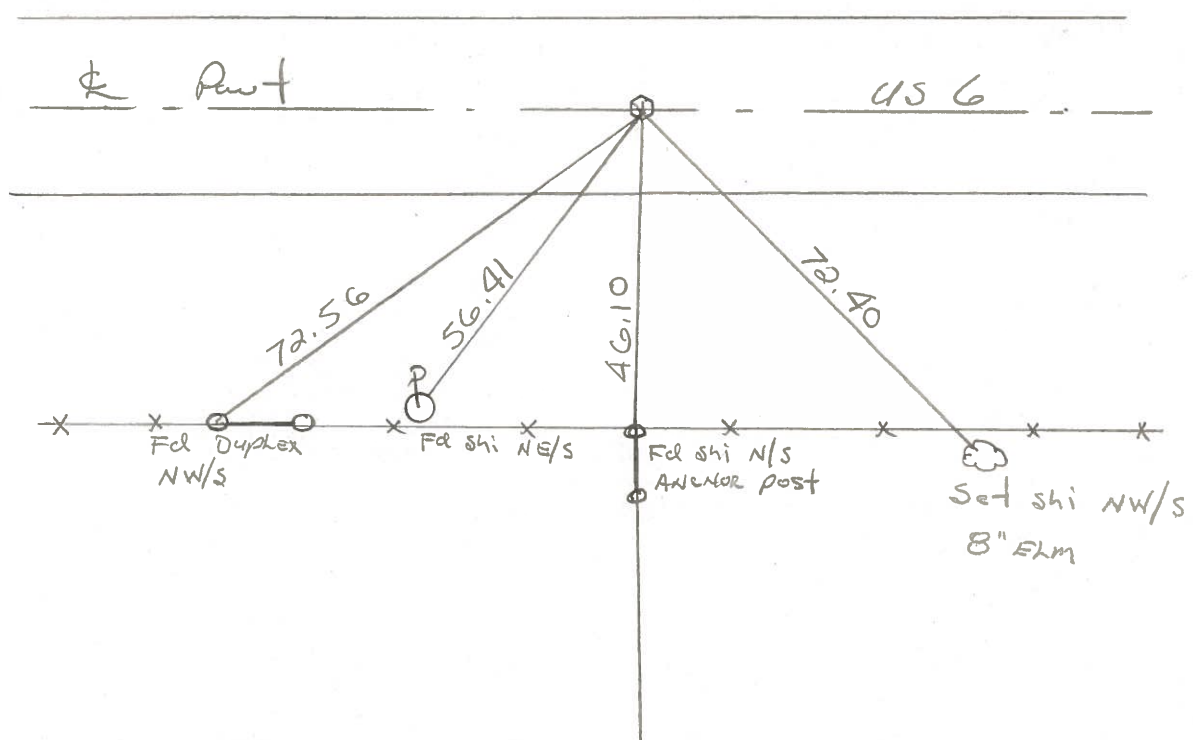 ℄ Pav't US 6
72.56
56.41
46.10
72.40
P
Fd Duplex
NW/S
Fd Shi NE/S
Fd Shi N/S
Anchor Post
Set Shi NW/S
8" Elm